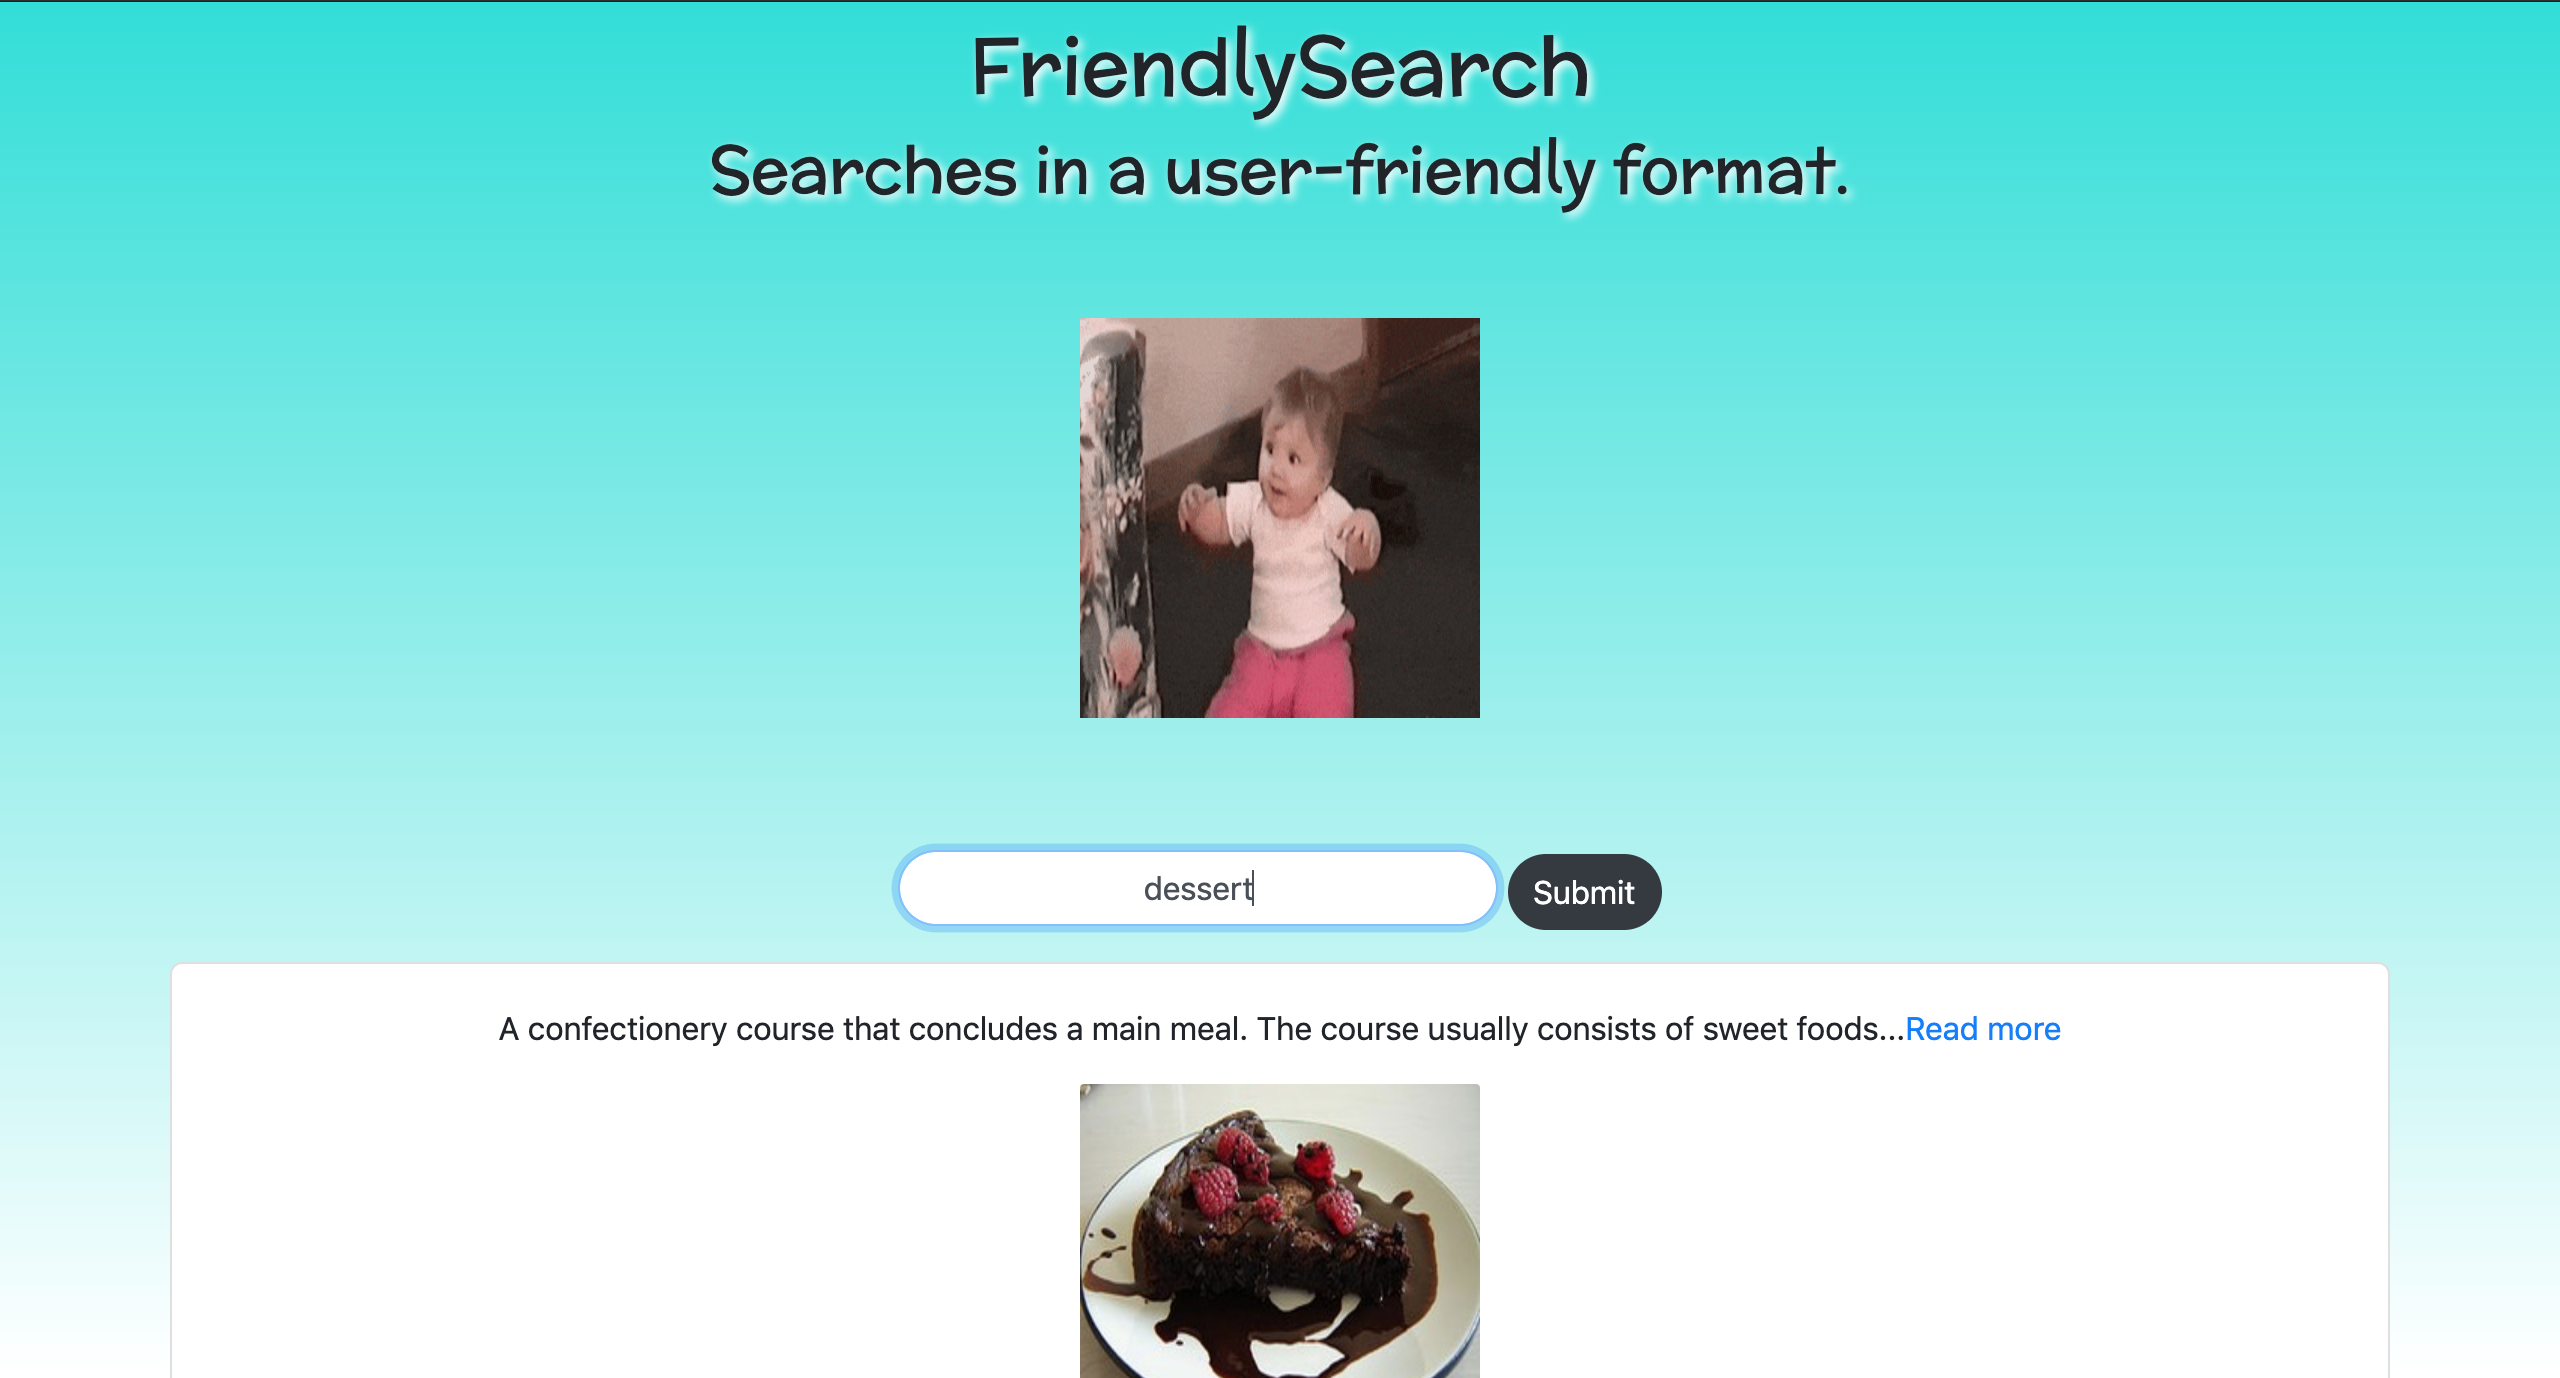 FriendlySearch
Searches in a user-friendly format.
dessert
Submit
A confectionery course that concludes a main meal. The course usually consists of sweet foods...Read more